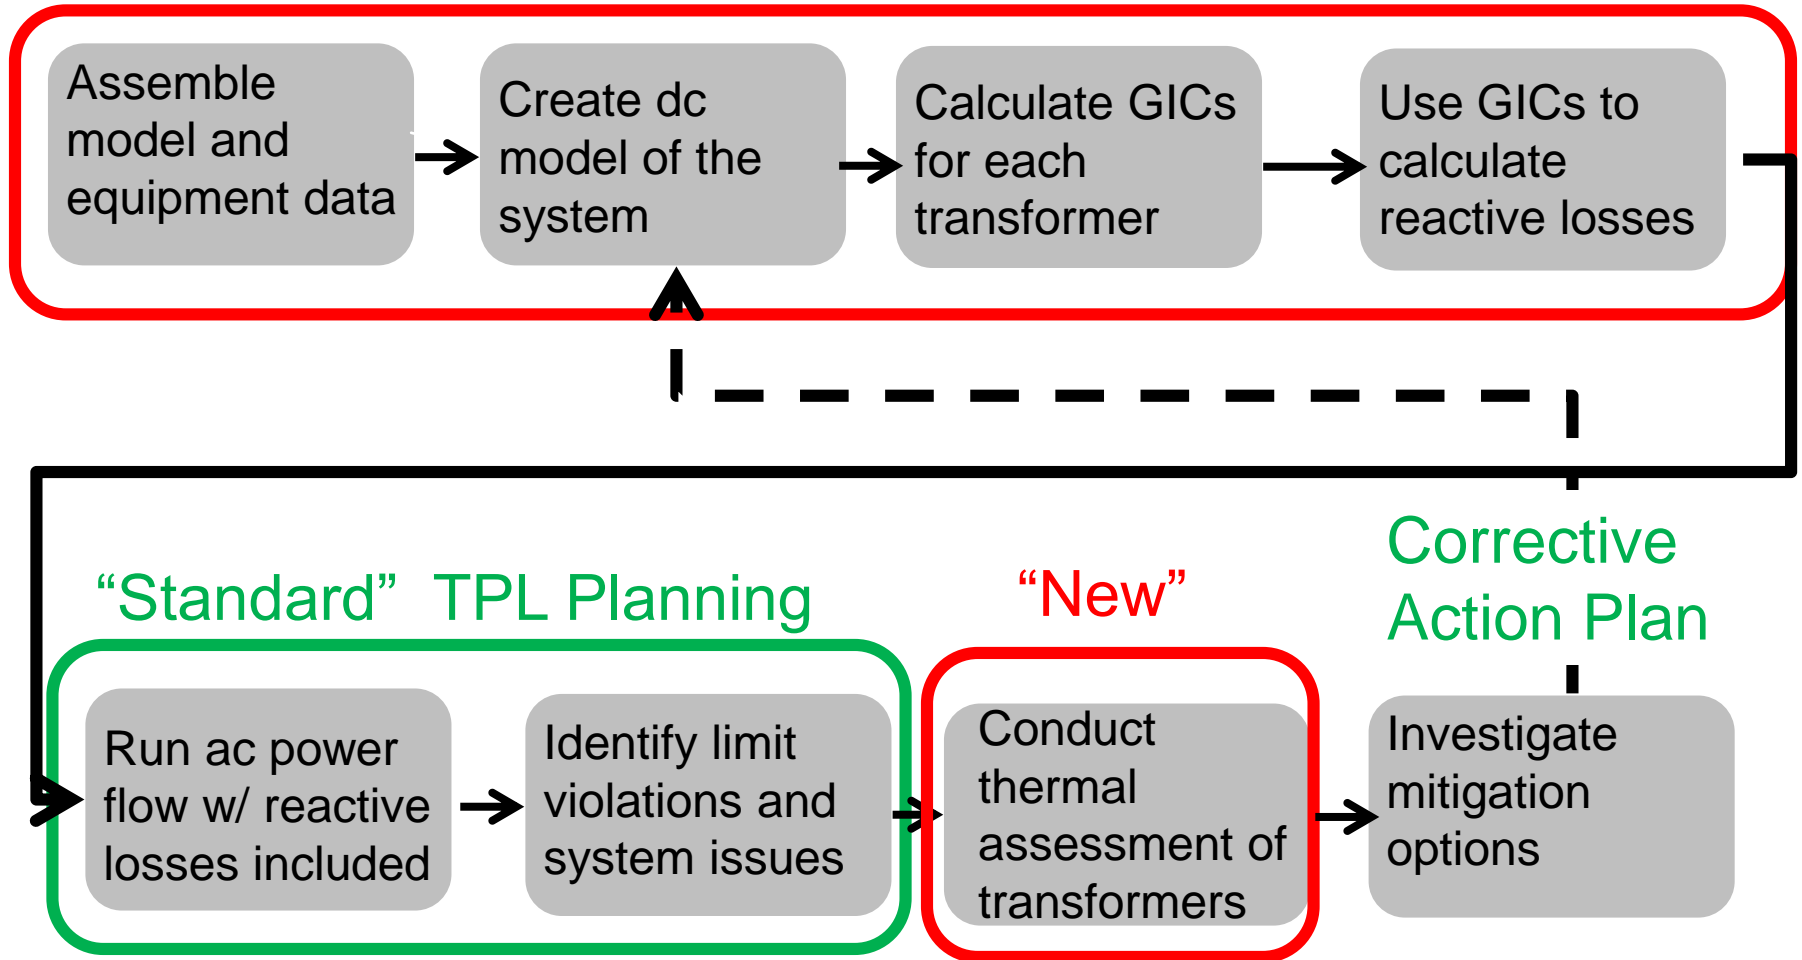 Assemble
model and
equipment data
Create dc
model of the
system
Calculate GICs
for each
transformer
Use GICs to
calculate
reactive losses
“Standard” TPL Planning
“New”
Corrective
Action Plan
Run ac power
flow w/ reactive
losses included
Identify limit
violations and
system issues
Conduct
thermal
assessment of
transformers
Investigate
mitigation
options